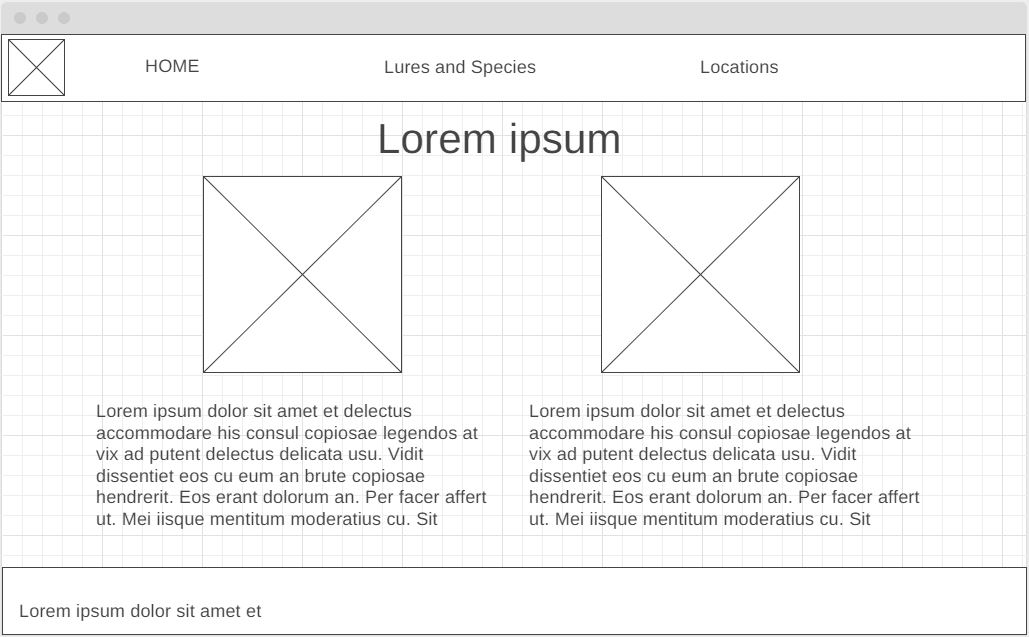 HOME
Lures and Species
Locations
Lorem ipsum
Lorem ipsum dolor sit amet et delectus
accommodare his consul copiosae legendos at
vix ad putent delectus delicata usu. Vidit
dissentiet eos cu eum an brute copiosae
hendrerit. Eos erant dolorum an. Per facer affert
ut. Mei iisque mentitum moderatius cu. Sit
Lorem ipsum dolor sit amet et delectus
accommodare his consul copiosae legendos at
vix ad putent delectus delicata usu. Vidit
dissentiet eos cu eum an brute copiosae
hendrerit. Eos erant dolorum an. Per facer affert
ut. Mei iisque mentitum moderatius cu. Sit
Lorem ipsum dolor sit amet et